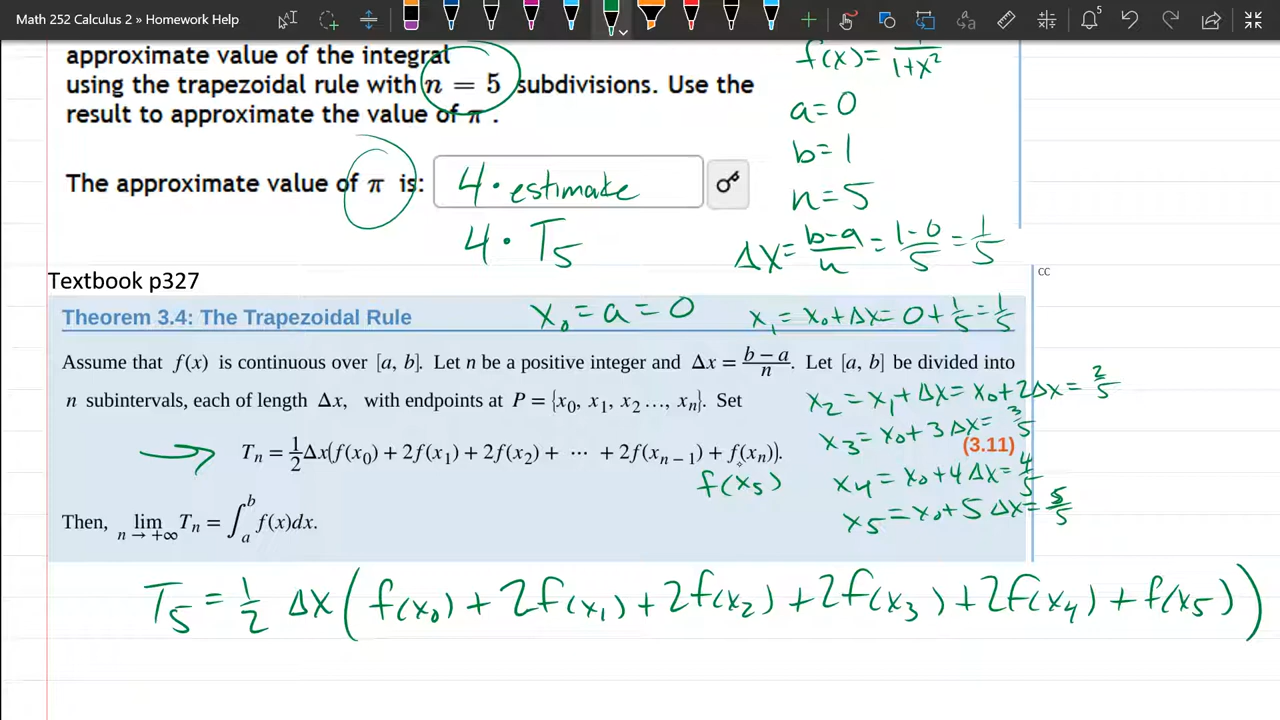 Math 252 Calculus 2 » Homework Help
5
approximate value of the integral
using the trapezoidal rule with n = 5 subdivisions. Use the
result to approximate the value of π .
The approximate value of π is: 4 · estimate
4 · T₅
f(x) = 1/(1+x²)
a=0
b=1
n=5
Δx = (b-a)/n = (1-0)/5 = 1/5
Textbook p327
CC
Theorem 3.4: The Trapezoidal Rule
x₀ = a = 0
x₁ = x₀+Δx = 0 + 1/5 = 1/5
Assume that f(x) is continuous over [a, b]. Let n be a positive integer and Δx = (b − a)/n. Let [a, b] be divided into
n subintervals, each of length Δx, with endpoints at P = {x₀, x₁, x₂ …, xₙ}. Set
x₂ = x₁+Δx = x₀+2Δx = 2/5
x₃ = x₀+3Δx = 3/5
Tₙ = ½Δx(f(x₀) + 2f(x₁) + 2f(x₂) + ⋯ + 2f(xₙ₋₁) + f(xₙ)). (3.11)
f(x₅)
x₄ = x₀+4Δx = 4/5
x₅ = x₀+5Δx = 5/5
Then, lim n → +∞ Tₙ = ∫ₐᵇ f(x)dx.
T₅ = ½ Δx (f(x₀) + 2f(x₁) + 2f(x₂) + 2f(x₃) + 2f(x₄) + f(x₅))